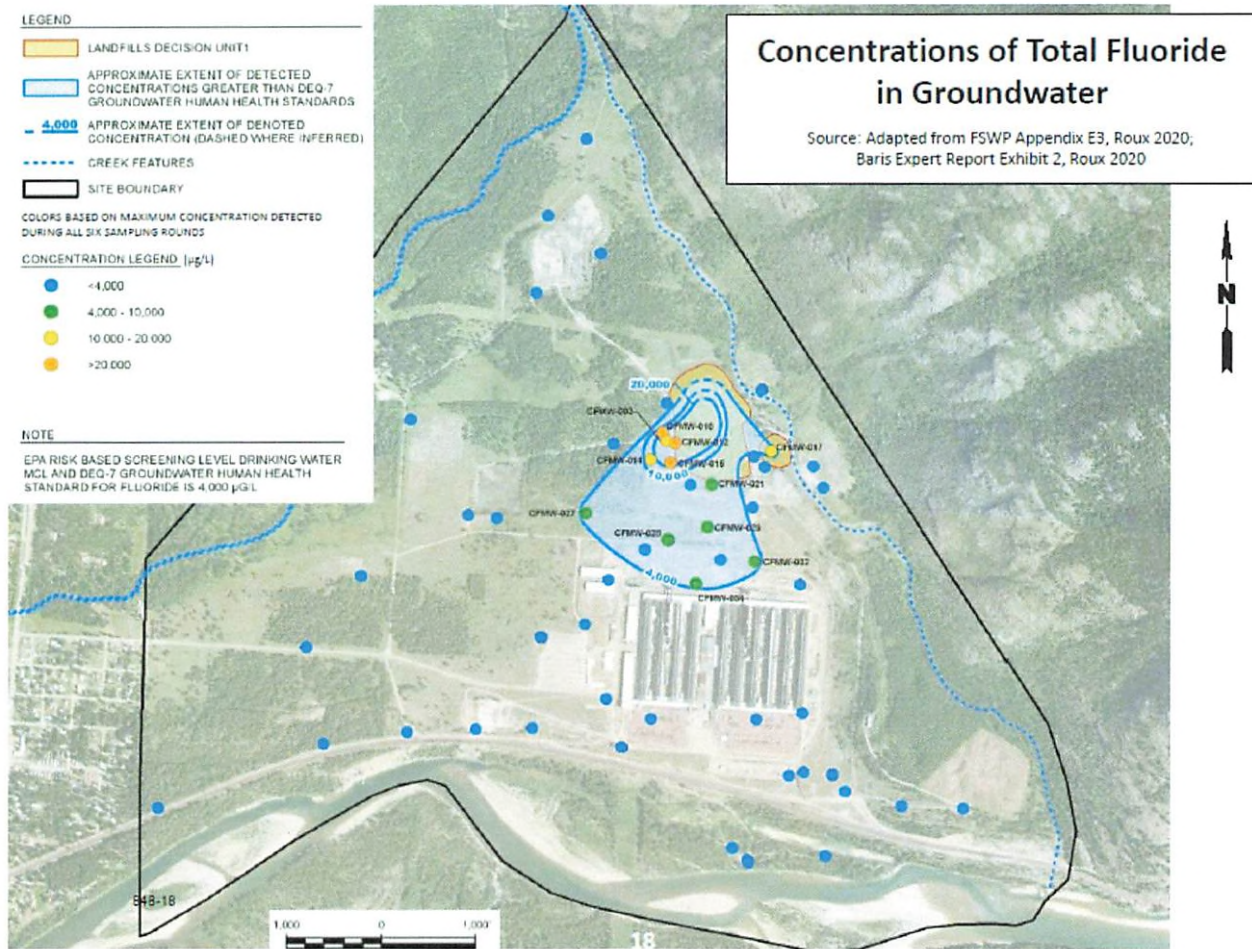 LEGEND
LANDFILLS DECISION UNIT1
APPROXIMATE EXTENT OF DETECTED
CONCENTRATIONS GREATER THAN DEQ-7
GROUNDWATER HUMAN HEALTH STANDARDS
4,000 APPROXIMATE EXTENT OF DENOTED
CONCENTRATION (DASHED WHERE INFERRED)
CREEK FEATURES
SITE BOUNDARY
COLORS BASED ON MAXIMUM CONCENTRATION DETECTED
DURING ALL SIX SAMPLING ROUNDS
CONCENTRATION LEGEND (µg/L)
<4,000
4,000 - 10,000
10 000 - 20 000
>20 000
NOTE
EPA RISK BASED SCREENING LEVEL DRINKING WATER
MCL AND DEQ-7 GROUNDWATER HUMAN HEALTH
STANDARD FOR FLUORIDE IS 4,000 µG/L
Concentrations of Total Fluoride
in Groundwater
Source: Adapted from FSWP Appendix E3, Roux 2020;
Baris Expert Report Exhibit 2, Roux 2020
N
20,000
CFMW-003
CFMW-010
CFMW-012
CFMW-017
CFMW-014
CFMW-015
10,000
CFMW-021
CFMW-027
CFMW-029
CFMW-028
CFMW-032
4,000
848-18
1,000 0 1,000'
18